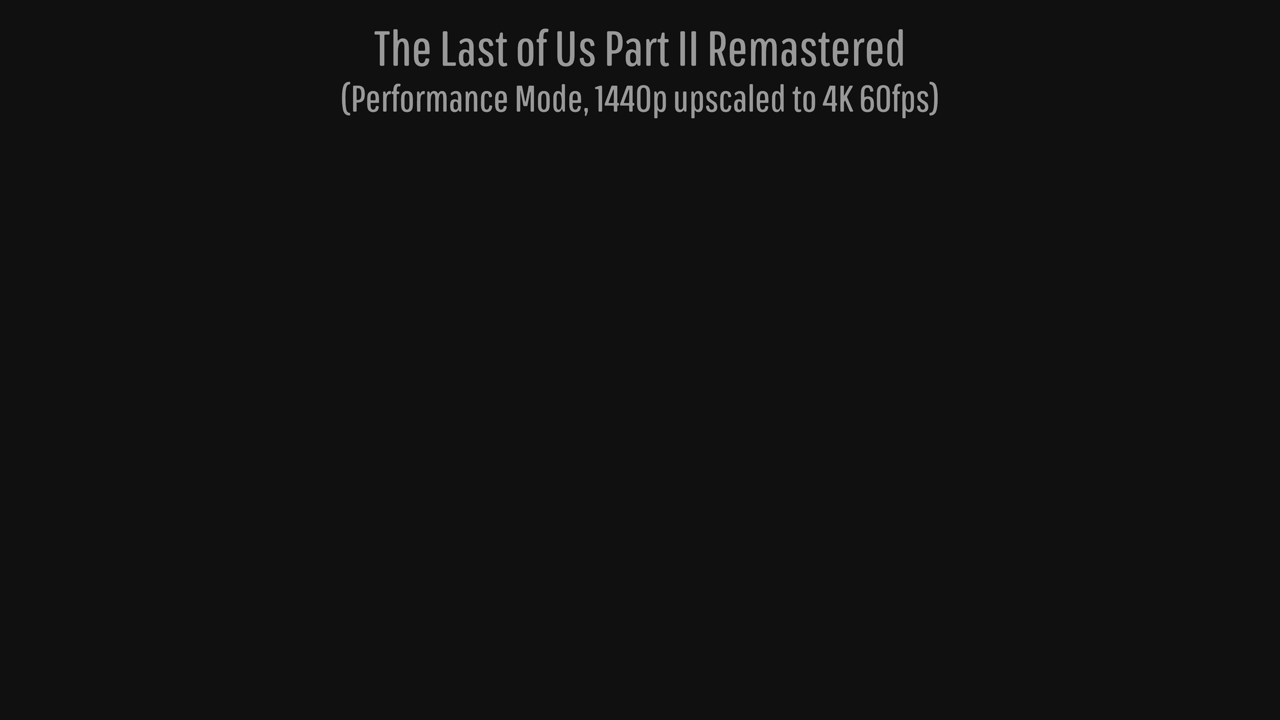 The Last of Us Part II Remastered
(Performance Mode, 1440p upscaled to 4K 60fps)